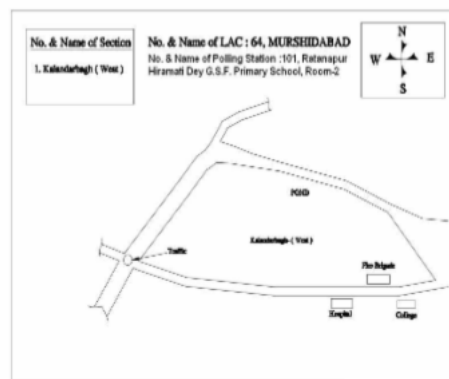 No. & Name of Section
1. Kalandarbagh ( West )
No. & Name of LAC : 64, MURSHIDABAD
No. & Name of Polling Station :101, Ratanapur
Hiramati Dey G.S.F. Primary School, Room-2
N
W E
S
POND
Kalandarbagh-( West )
Traffic
Fire Brigade
Hospital
College